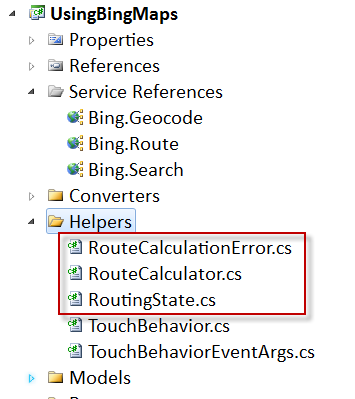 UsingBingMaps
Properties
References
Service References
Bing.Geocode
Bing.Route
Bing.Search
Converters
Helpers
RouteCalculationError.cs
RouteCalculator.cs
RoutingState.cs
TouchBehavior.cs
TouchBehaviorEventArgs.cs
Models